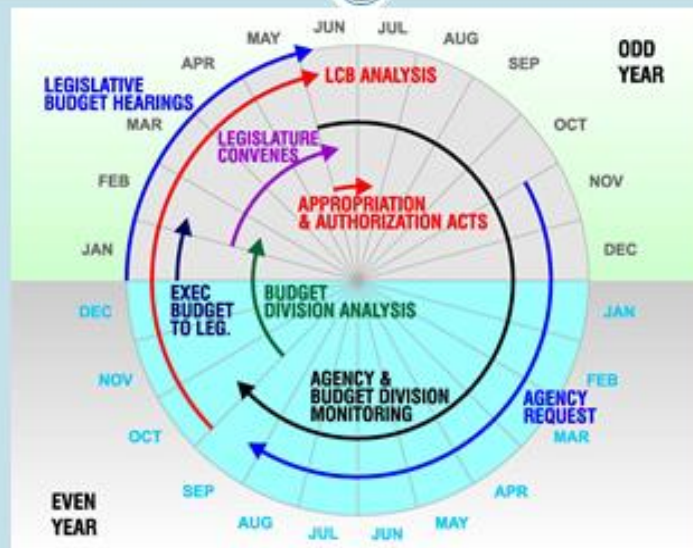 JUN
JUL
MAY
AUG
ODD
YEAR
APR
SEP
LCB ANALYSIS
LEGISLATIVE
BUDGET HEARINGS
MAR
OCT
LEGISLATURE
CONVENES
FEB
NOV
APPROPRIATION
& AUTHORIZATION ACTS
JAN
DEC
EXEC
BUDGET
TO LEG.
BUDGET
DIVISION ANALYSIS
DEC
JAN
NOV
FEB
AGENCY &
BUDGET DIVISION
MONITORING
AGENCY
REQUEST
OCT
MAR
SEP
APR
EVEN
YEAR
AUG
MAY
JUL
JUN